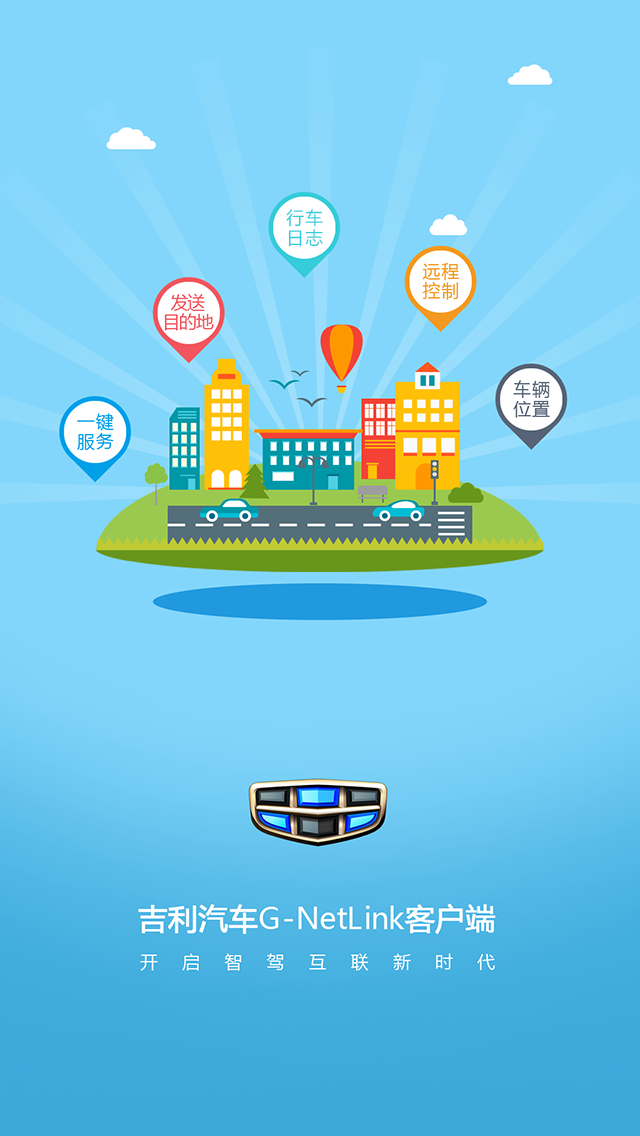 行车
日志
远程
控制
发送
目的地
车辆
位置
一键
服务
吉利汽车G-NetLink客户端
开启智驾互联新时代